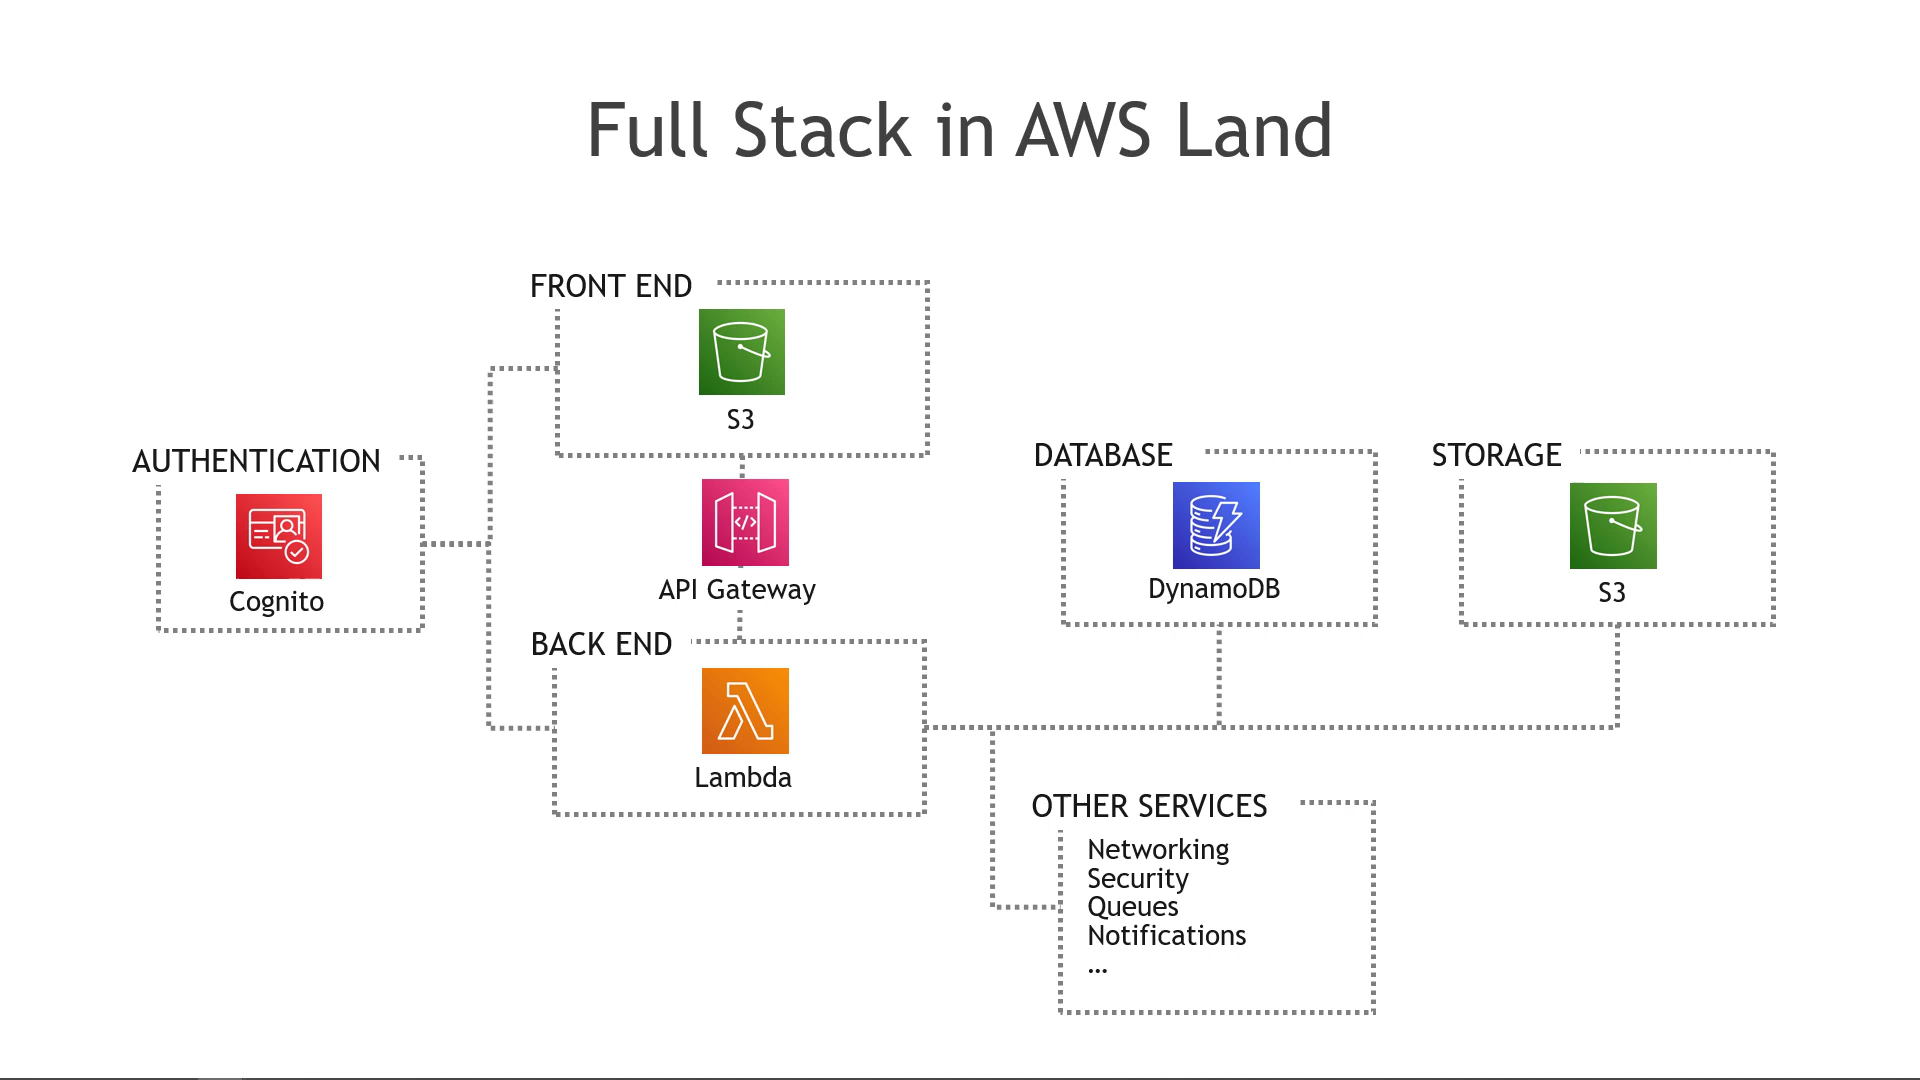 Full Stack in AWS Land
FRONT END
S3
AUTHENTICATION
Cognito
API Gateway
BACK END
Lambda
DATABASE
DynamoDB
STORAGE
S3
OTHER SERVICES
Networking
Security
Queues
Notifications
...